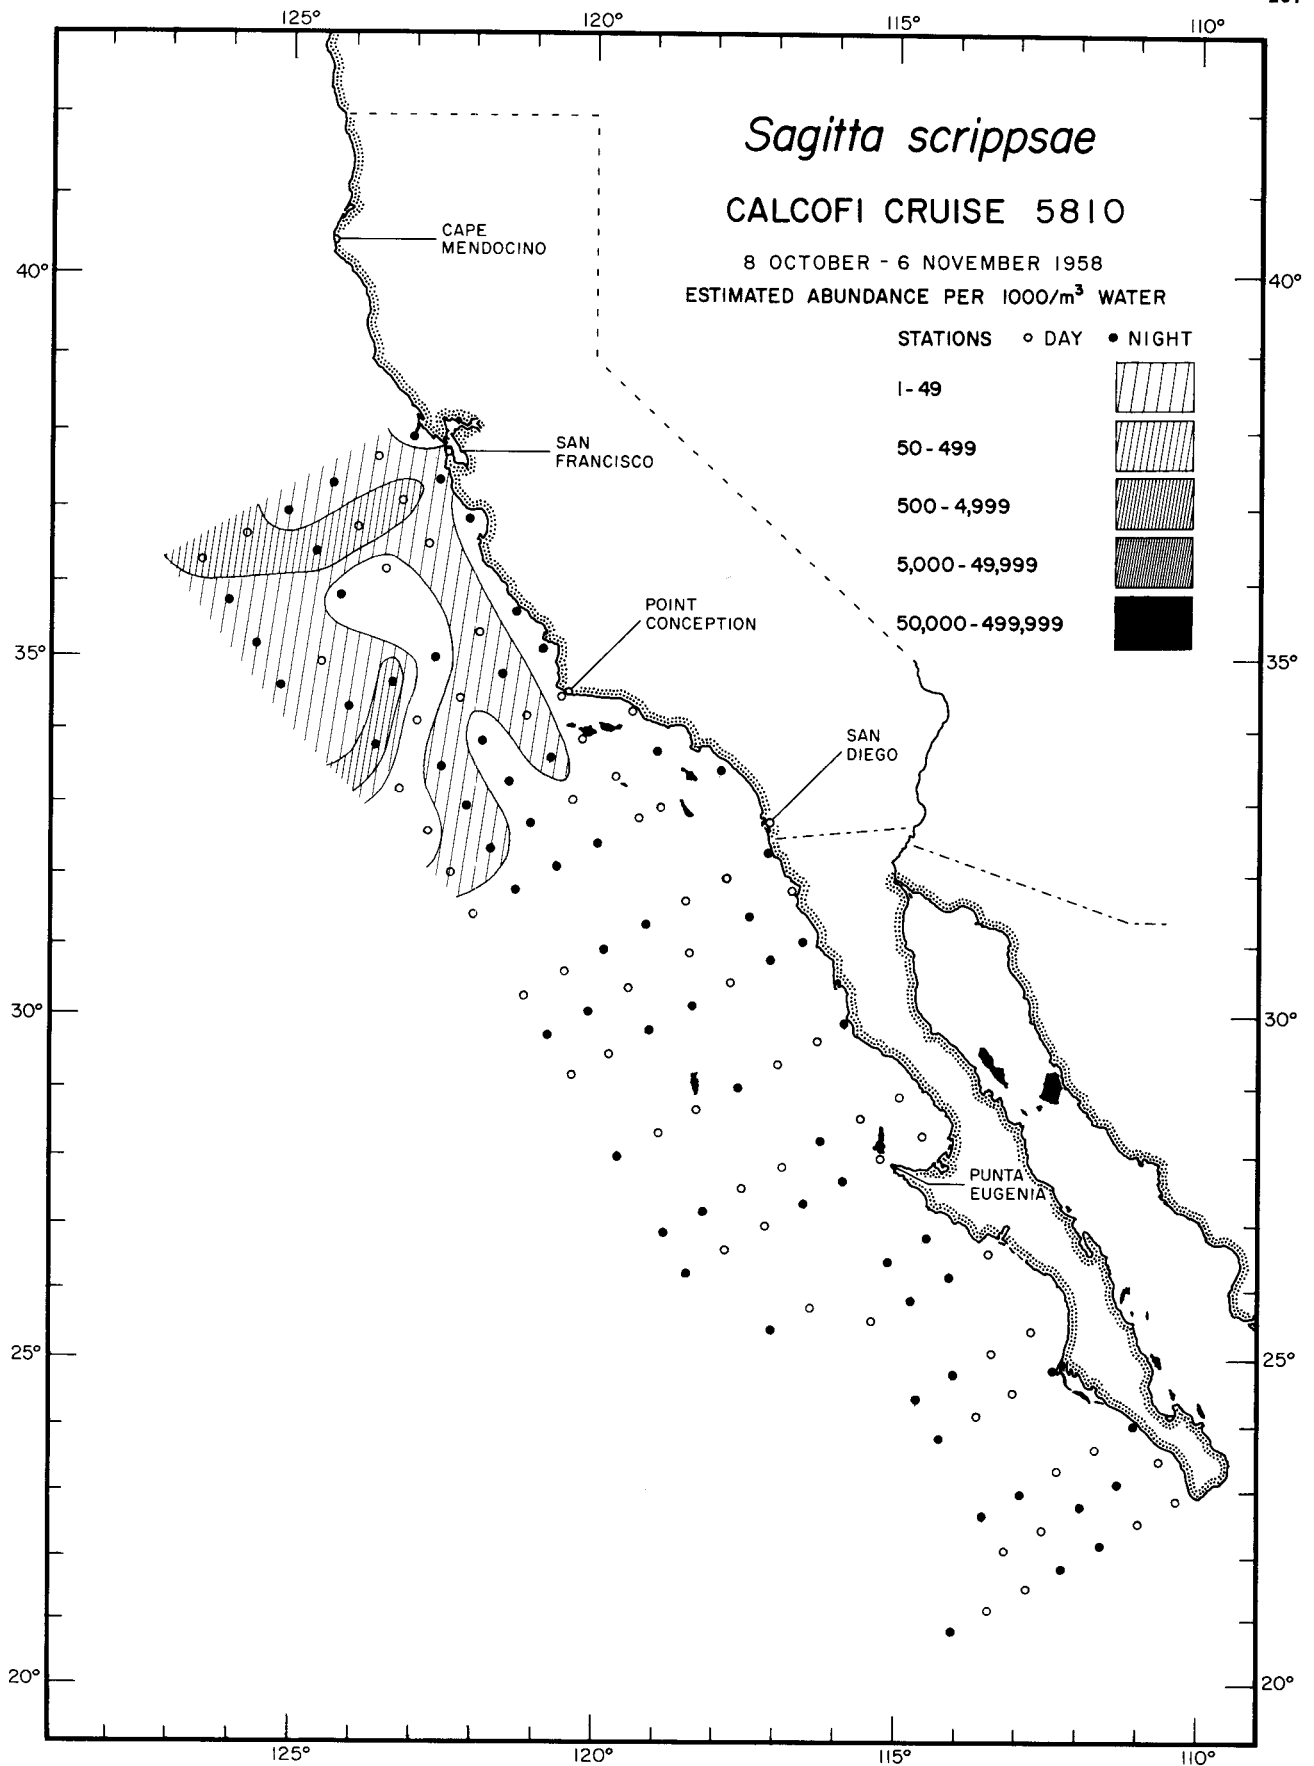 125°
120°
115°
110°
Sagitta scrippsae
CALCOFI CRUISE 5810
8 OCTOBER - 6 NOVEMBER 1958
ESTIMATED ABUNDANCE PER 1000/m³ WATER
STATIONS ○ DAY ● NIGHT
1-49
50-499
500-4,999
5,000-49,999
50,000-499,999
CAPE
MENDOCINO
40°
40°
SAN
FRANCISCO
POINT
CONCEPTION
35°
35°
SAN
DIEGO
30°
30°
PUNTA
EUGENIA
25°
25°
20°
20°
125°
120°
115°
110°